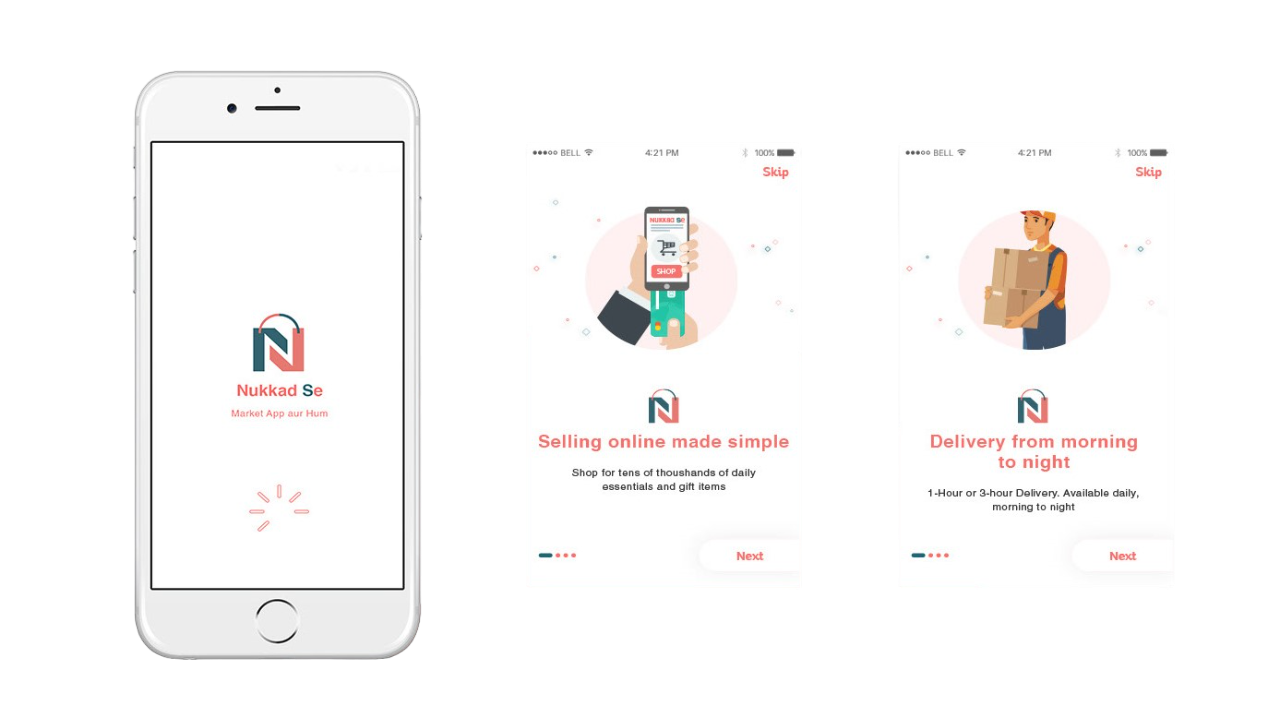 Nukkad Se
Market App aur Hum
BELL
4:21 PM
100%
Skip
NUKKAD Se
SHOP
Selling online made simple
Shop for tens of thoushands of daily
essentials and gift items
Next
BELL
4:21 PM
100%
Skip
Delivery from morning
to night
1-Hour or 3-hour Delivery. Available daily,
morning to night
Next